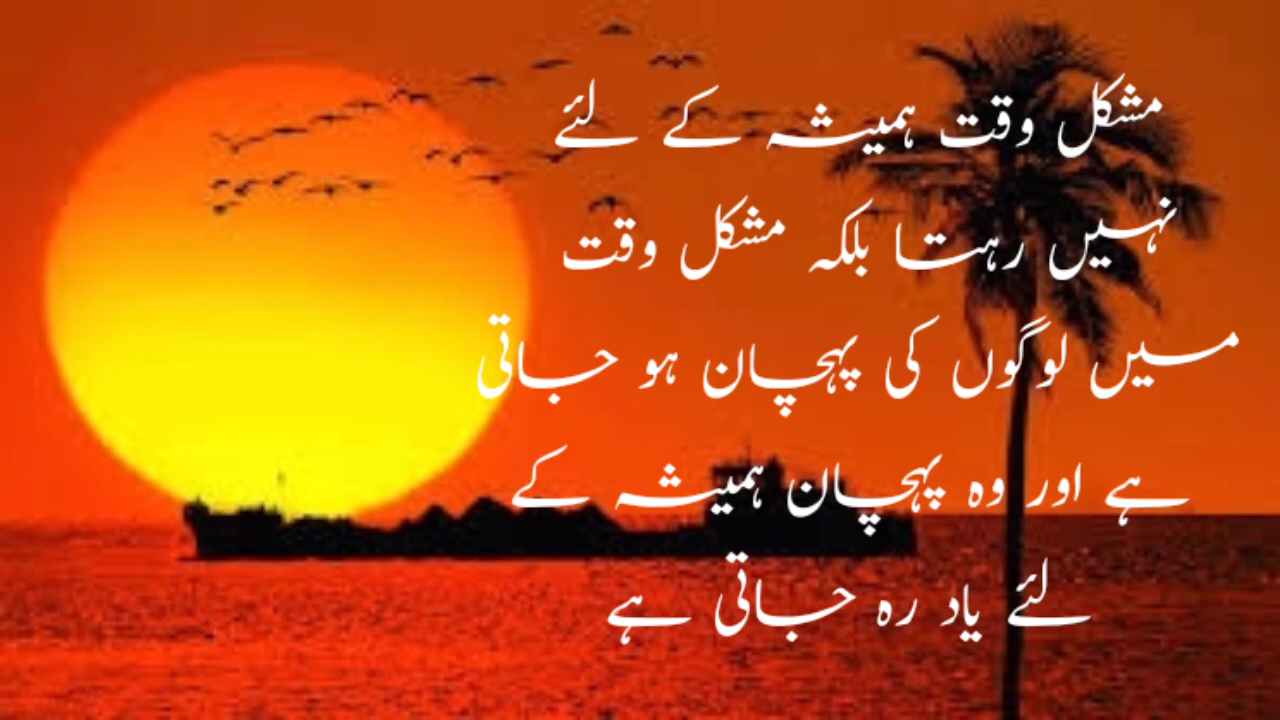 مشکل وقت ہمیشہ کے لئے
نہیں رہتا بلکہ مشکل وقت
میں لوگوں کی پہچان ہو جاتی
ہے اور وہ پہچان ہمیشہ کے
لئے یاد رہ جاتی ہے